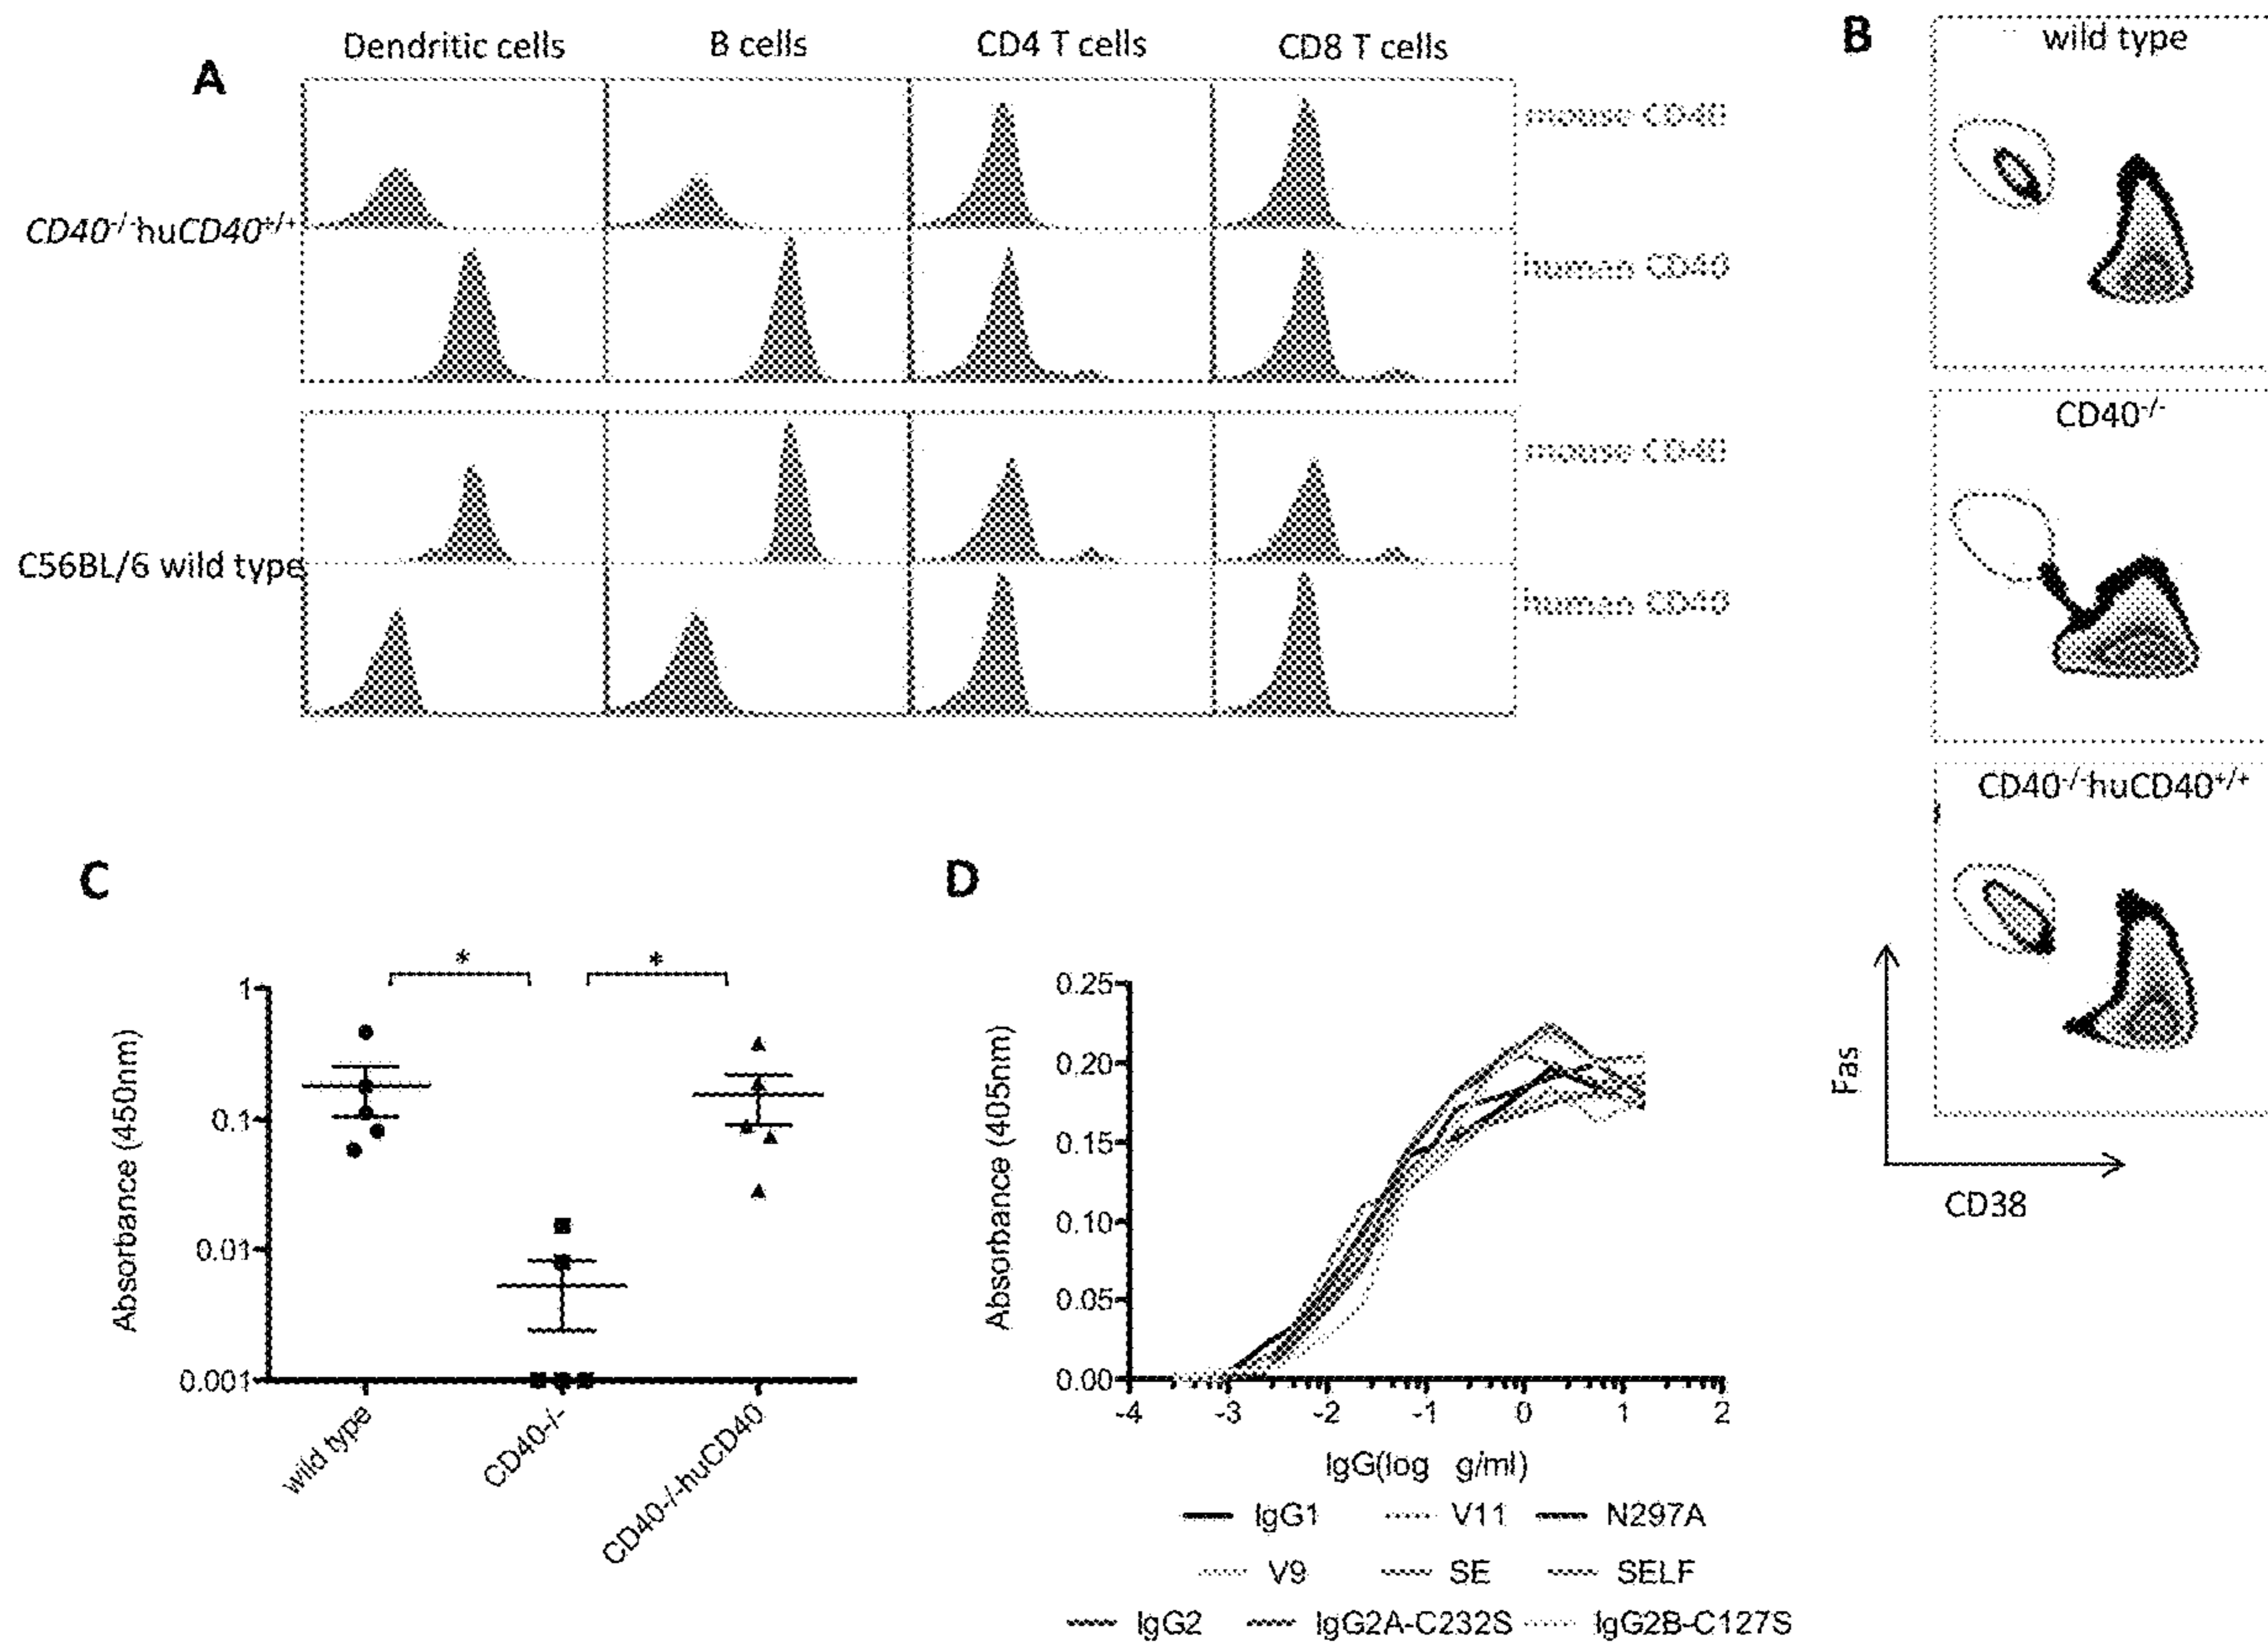 A
Dendritic cells
B cells
CD4 T cells
CD8 T cells
CD40-/-huCD40+/+
mouse CD40
human CD40
C56BL/6 wild type
mouse CD40
human CD40
B
wild type
CD40-/-
CD40-/-huCD40+/+
Fas
CD38
C
* *
Absorbance (450nm)
1
0.1
0.01
0.001
wild type
CD40-/-
CD40-/-huCD40
D
Absorbance (405nm)
0.25
0.20
0.15
0.10
0.05
0.00
-4 -3 -2 -1 0 1 2
IgG(log g/ml)
IgG1 V11 N297A
V9 SE SELF
IgG2 IgG2A-C232S IgG2B-C127S